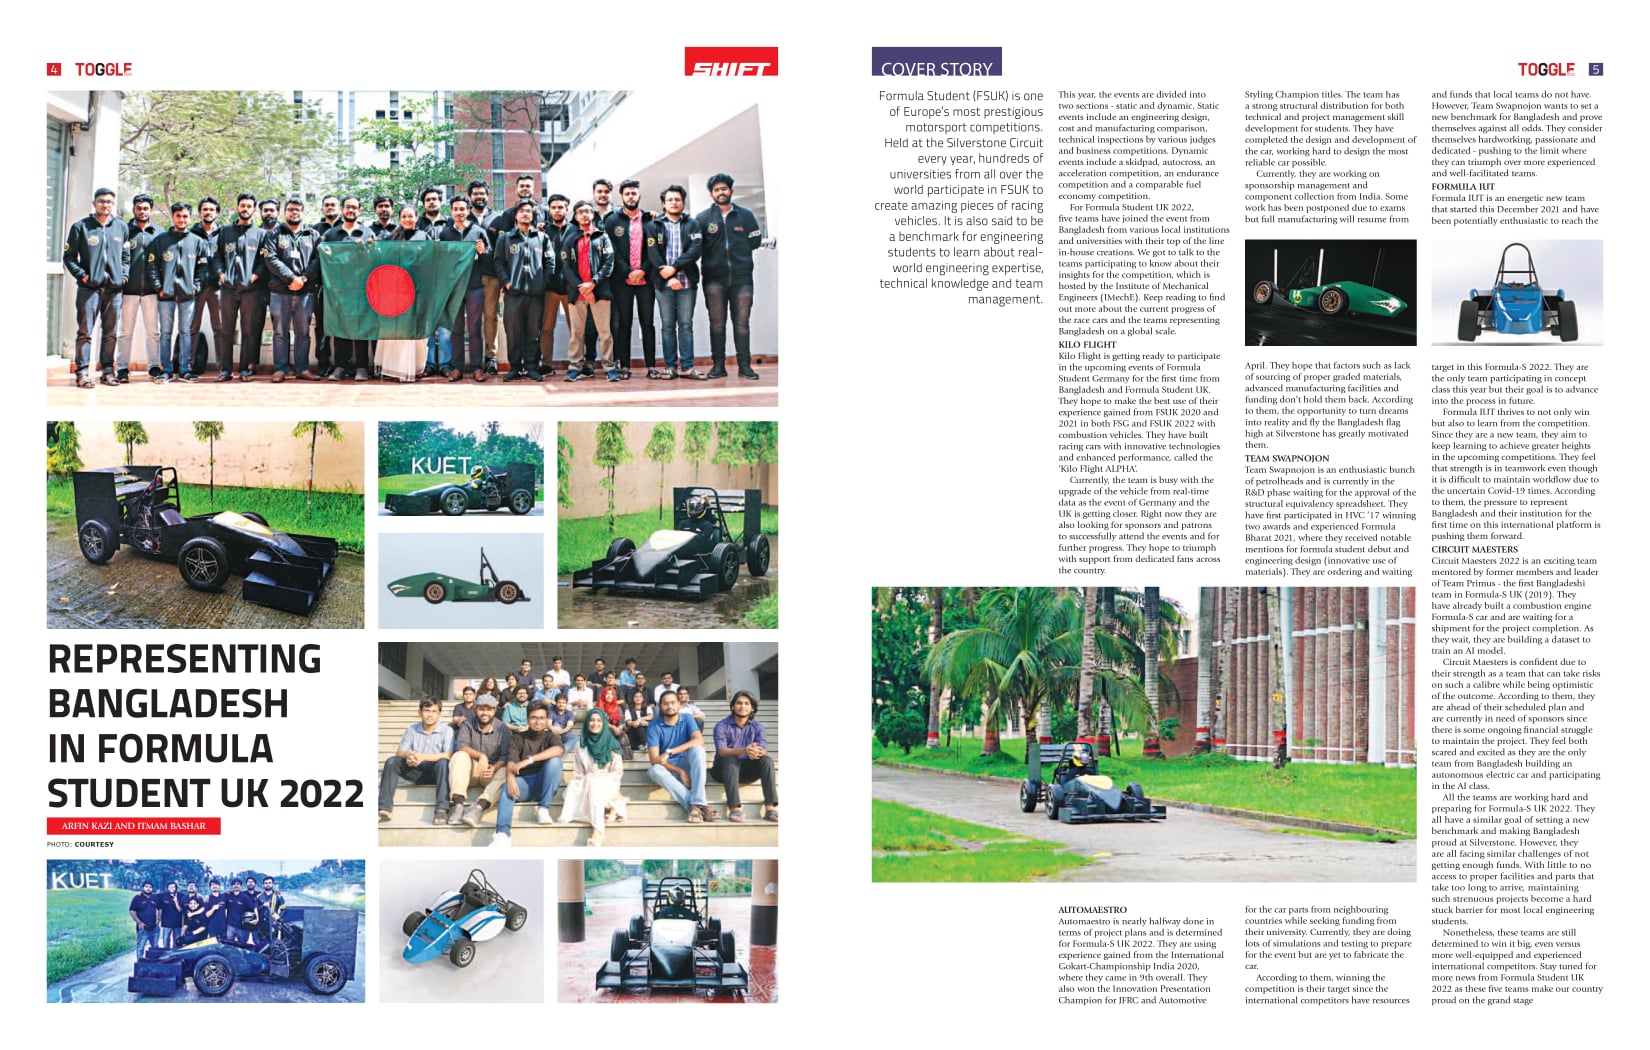 4 TOGGLE
SHIFT
KUET
REPRESENTING
BANGLADESH
IN FORMULA
STUDENT UK 2022
ARFIN KAZI AND ITMAM BASHAR
PHOTO: COURTESY
KUET
COVER STORY
TOGGLE 5
Formula Student (FSUK) is one
of Europe's most prestigious
motorsport competitions.
Held at the Silverstone Circuit
every year, hundreds of
universities from all over the
world participate in FSUK to
create amazing pieces of racing
vehicles. It is also said to be
a benchmark for engineering
students to learn about real-
world engineering expertise,
technical knowledge and team
management.
This year, the events are divided into
two sections - static and dynamic. Static
events include an engineering design,
cost and manufacturing comparison,
technical inspections by various judges
and business competitions. Dynamic
events include a skidpad, autocross, an
acceleration competition, an endurance
competition and a comparable fuel
economy competition.
For Formula Student UK 2022,
five teams have joined the event from
Bangladesh from various local institutions
and universities with their top of the line
in-house creations. We got to talk to the
teams participating to know about their
insights for the competition, which is
hosted by the Institute of Mechanical
Engineers (IMechE). Keep reading to find
out more about the current progress of
the race cars and the teams representing
Bangladesh on a global scale.
KILO FLIGHT
Kilo Flight is getting ready to participate
in the upcoming events of Formula
Student Germany for the first time from
Bangladesh and Formula Student UK.
They hope to make the best use of their
experience gained from FSUK 2020 and
2021 in both FSG and FSUK 2022 with
combustion vehicles. They have built
racing cars with innovative technologies
and enhanced performance, called the
'Kilo Flight ALPHA'.
Currently, the team is busy with the
upgrade of the vehicle from real-time
data as the event of Germany and the
UK is getting closer. Right now they are
also looking for sponsors and patrons
to successfully attend the events and for
further progress. They hope to triumph
with support from dedicated fans across
the country.
AUTOMAESTRO
Automaestro is nearly halfway done in
terms of project plans and is determined
for Formula-S UK 2022. They are using
experience gained from the International
Gokart-Championship India 2020,
where they came in 9th overall. They
also won the Innovation Presentation
Champion for JFRC and Automotive
Styling Champion titles. The team has
a strong structural distribution for both
technical and project management skill
development for students. They have
completed the design and development of
the car, working hard to design the most
reliable car possible.
Currently, they are working on
sponsorship management and
component collection from India. Some
work has been postponed due to exams
but full manufacturing will resume from
April. They hope that factors such as lack
of sourcing of proper graded materials,
advanced manufacturing facilities and
funding don't hold them back. According
to them, the opportunity to turn dreams
into reality and fly the Bangladesh flag
high at Silverstone has greatly motivated
them.
TEAM SWAPNOJON
Team Swapnojon is an enthusiastic bunch
of petrolheads and is currently in the
R&D phase waiting for the approval of the
structural equivalency spreadsheet. They
have first participated in HVC '17 winning
two awards and experienced Formula
Bharat 2021, where they received notable
mentions for formula student debut and
engineering design (innovative use of
materials). They are ordering and waiting
for the car parts from neighbouring
countries while seeking funding from
their university. Currently, they are doing
lots of simulations and testing to prepare
for the event but are yet to fabricate the
car.
According to them, winning the
competition is their target since the
international competitors have resources
and funds that local teams do not have.
However, Team Swapnojon wants to set a
new benchmark for Bangladesh and prove
themselves against all odds. They consider
themselves hardworking, passionate and
dedicated - pushing to the limit where
they can triumph over more experienced
and well-facilitated teams.
FORMULA IUT
Formula IUT is an energetic new team
that started this December 2021 and have
been potentially enthusiastic to reach the
target in this Formula-S 2022. They are
the only team participating in concept
class this year but their goal is to advance
into the process in future.
Formula IUT thrives to not only win
but also to learn from the competition.
Since they are a new team, they aim to
keep learning to achieve greater heights
in the upcoming competitions. They feel
that strength is in teamwork even though
it is difficult to maintain workflow due to
the uncertain Covid-19 times. According
to them, the pressure to represent
Bangladesh and their institution for the
first time on this international platform is
pushing them forward.
CIRCUIT MAESTERS
Circuit Maesters 2022 is an exciting team
mentored by former members and leader
of Team Primus - the first Bangladeshi
team in Formula-S UK (2019). They
have already built a combustion engine
Formula-S car and are waiting for a
shipment for the project completion. As
they wait, they are building a dataset to
train an AI model.
Circuit Maesters is confident due to
their strength as a team that can take risks
on such a calibre while being optimistic
of the outcome. According to them, they
are ahead of their scheduled plan and
are currently in need of sponsors since
there is some ongoing financial struggle
to maintain the project. They feel both
scared and excited as they are the only
team from Bangladesh building an
autonomous electric car and participating
in the AI class.
All the teams are working hard and
preparing for Formula-S UK 2022. They
all have a similar goal of setting a new
benchmark and making Bangladesh
proud at Silverstone. However, they
are all facing similar challenges of not
getting enough funds. With little to no
access to proper facilities and parts that
take too long to arrive, maintaining
such strenuous projects become a hard
stuck barrier for most local engineering
students.
Nonetheless, these teams are still
determined to win it big, even versus
more well-equipped and experienced
international competitors. Stay tuned for
more news from Formula Student UK
2022 as these five teams make our country
proud on the grand stage